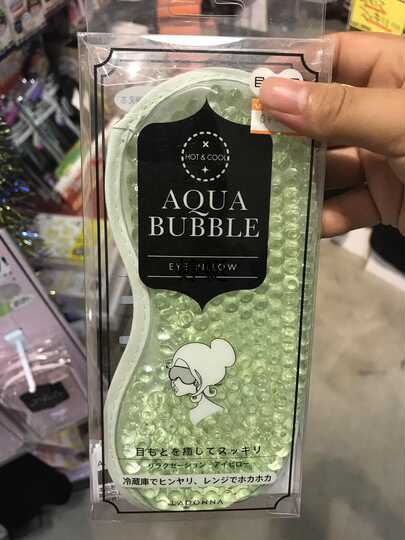 HOT & COOL
AQUA
BUBBLE
EYE PILLOW
目もとを癒してスッキリ
リラクゼーション アイピロー
冷蔵庫でヒンヤリ、レンジでホカホカ
LADONNA
目